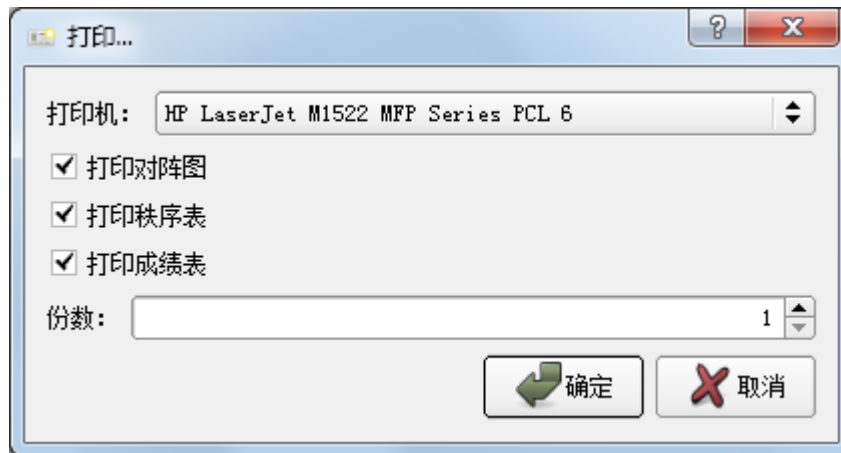 打印...
打印机： HP LaserJet M1522 MFP Series PCL 6
打印对阵图
打印秩序表
打印成绩表
份数： 1
确定 取消